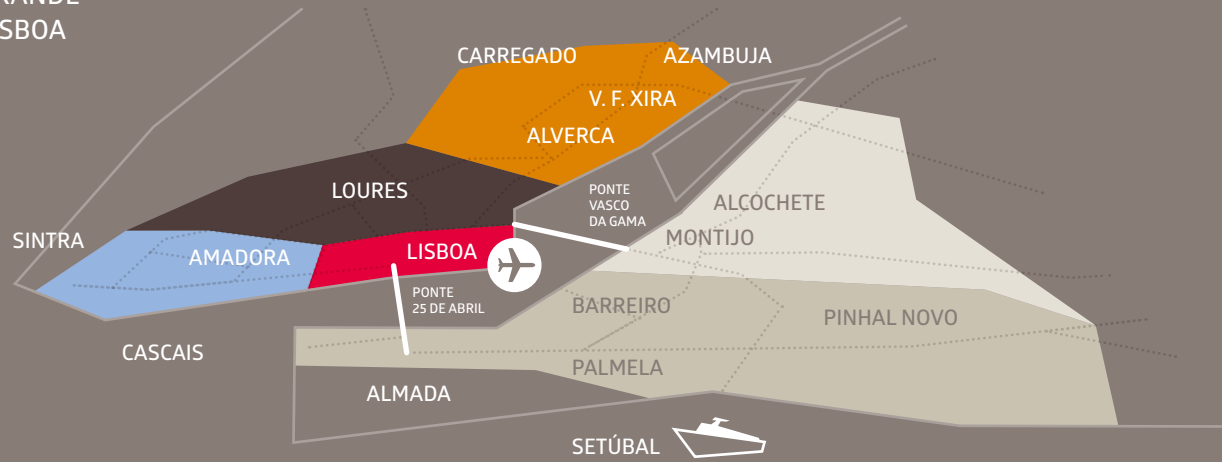 CARREGADO
AZAMBUJA
V. F. XIRA
ALVERCA
LOURES
PONTE
VASCO
DA GAMA
ALCOCHETE
SINTRA
AMADORA
LISBOA
MONTIJO
PONTE
25 DE ABRIL
BARREIRO
PINHAL NOVO
CASCAIS
PALMELA
ALMADA
SETÚBAL